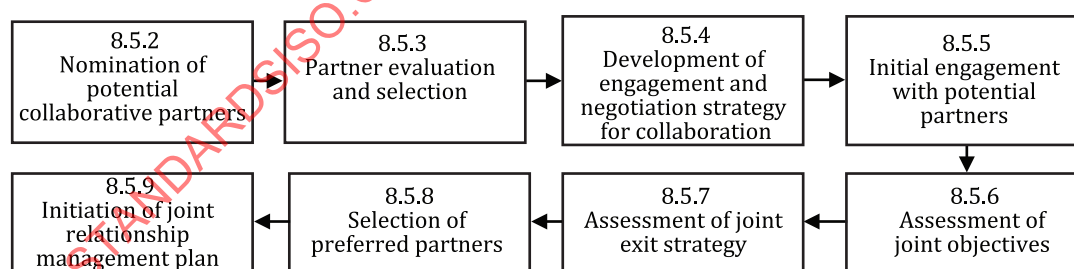 8.5.2
Nomination of
potential
collaborative partners
8.5.3
Partner evaluation
and selection
8.5.4
Development of
engagement and
negotiation strategy
for collaboration
8.5.5
Initial engagement
with potential
partners
8.5.6
Assessment of
joint objectives
8.5.7
Assessment of joint
exit strategy
8.5.8
Selection of
preferred partners
8.5.9
Initiation of joint
relationship
management plan
STANDARDSISO.C